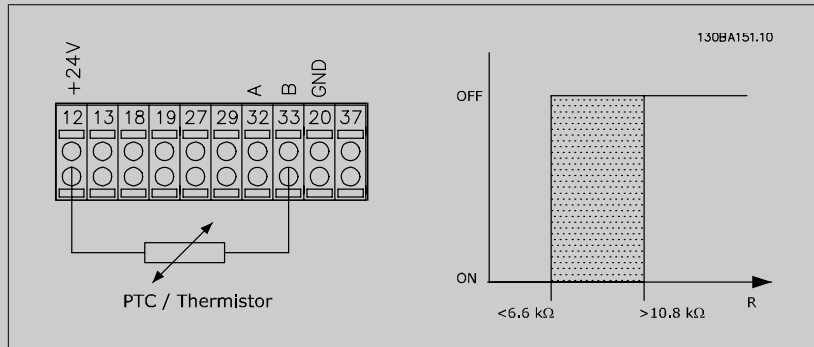 130BA151.10
+24V
A
B
GND
12 13 18 19 27 29 32 33 20 37
PTC / Thermistor
OFF
ON
R
<6.6 kΩ
>10.8 kΩ